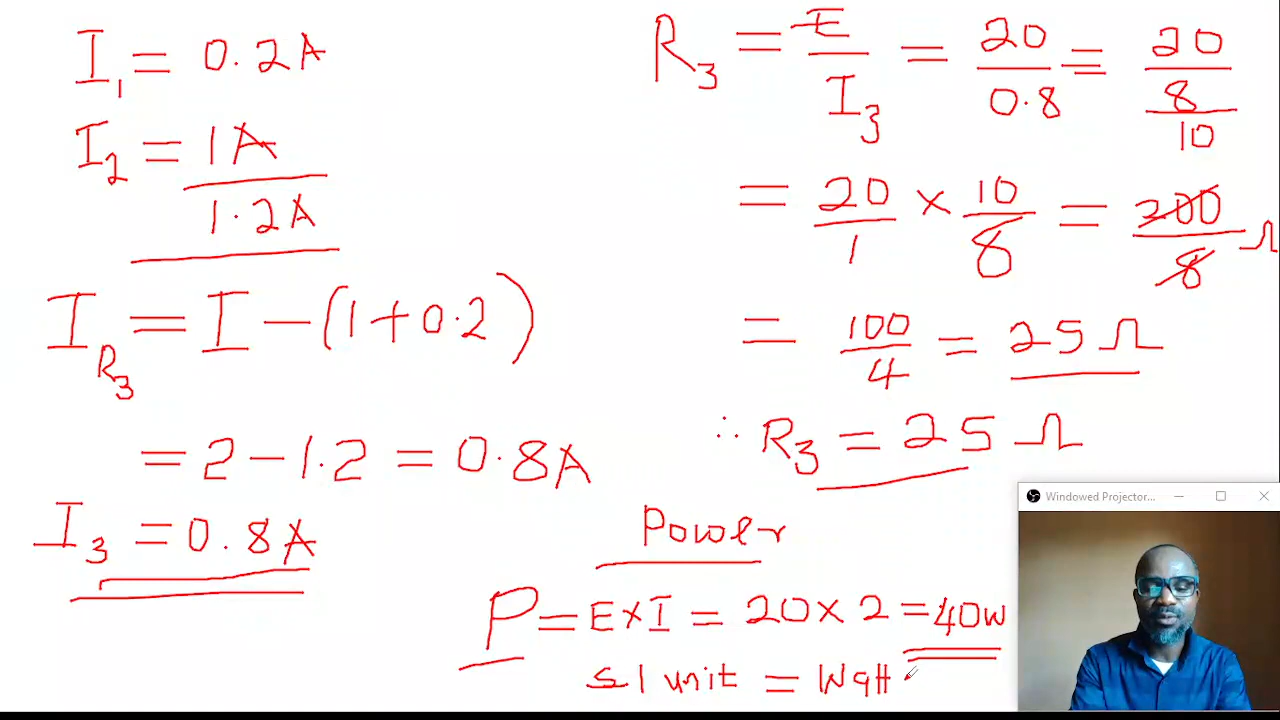 I₁ = 0.2A
I₂ = 1A
1.2A
I_R₃ = I - (1 + 0.2)
= 2 - 1.2 = 0.8A
I₃ = 0.8A
R₃ = E/I₃ = 20/0.8 = 20/(8/10)
= 20/1 × 10/8 = 200/8 Ω
= 100/4 = 25 Ω
∴ R₃ = 25 Ω
Power
P = E×I = 20 × 2 = 40W
SI unit = Watt
Windowed Projector...